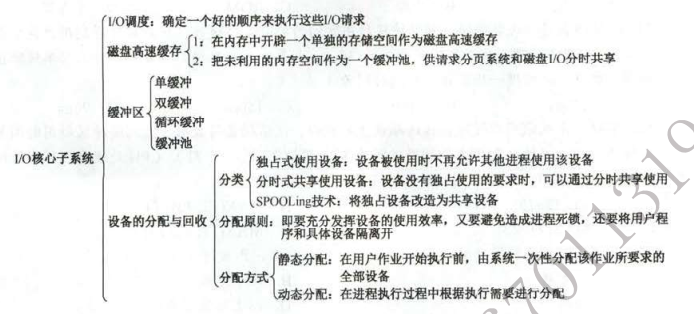 I/O调度：确定一个好的顺序来执行这些I/O请求
磁盘高速缓存
1：在内存中开辟一个单独的存储空间作为磁盘高速缓存
2：把未利用的内存空间作为一个缓冲池，供请求分页系统和磁盘I/O分时共享
缓冲区
单缓冲
双缓冲
循环缓冲
缓冲池
I/O核心子系统
设备的分配与回收
分类
独占式使用设备：设备被使用时不再允许其他进程使用该设备
分时式共享使用设备：设备没有独占使用的要求时，可以通过分时共享使用
SPOOLing技术：将独占设备改造为共享设备
分配原则：即要充分发挥设备的使用效率，又要避免造成进程死锁，还要将用户程
序和具体设备隔离开
分配方式
静态分配：在用户作业开始执行前，由系统一次性分配该作业所要求的
全部设备
动态分配：在进程执行过程中根据执行需要进行分配